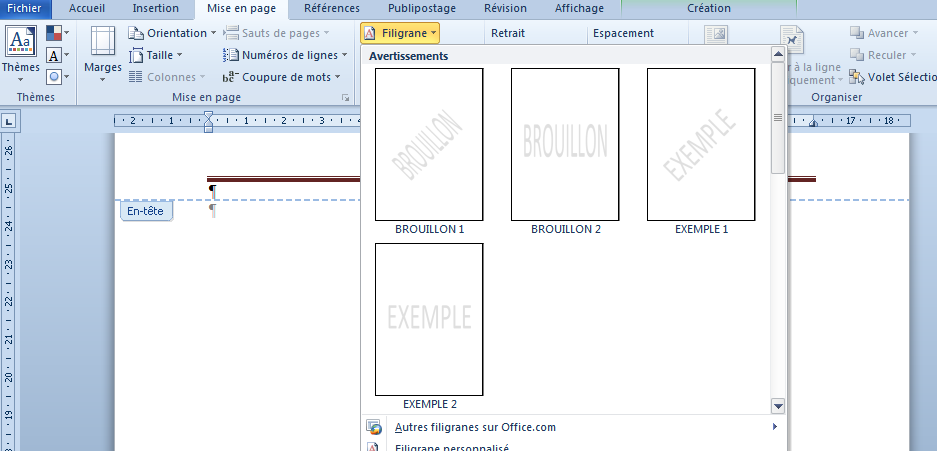 Fichier Accueil Insertion Mise en page Références Publipostage Révision Affichage Création
Aa
Thèmes
A
Thèmes
Marges
Orientation
Taille
Colonnes
Sauts de pages
Numéros de lignes
Coupure de mots
Mise en page
Filigrane
Retrait
Espacement
à la ligne
Avancer
Reculer
Volet Sélectio
Organiser
2 1 1 2 3 4 17 18
26
25
24
23
22
21
20
19
En-tête
Avertissements
BROUILLON
BROUILLON 1
BROUILLON
BROUILLON 2
EXEMPLE
EXEMPLE 1
EXEMPLE
EXEMPLE 2
Autres filigranes sur Office.com
Filigrane personnalisé